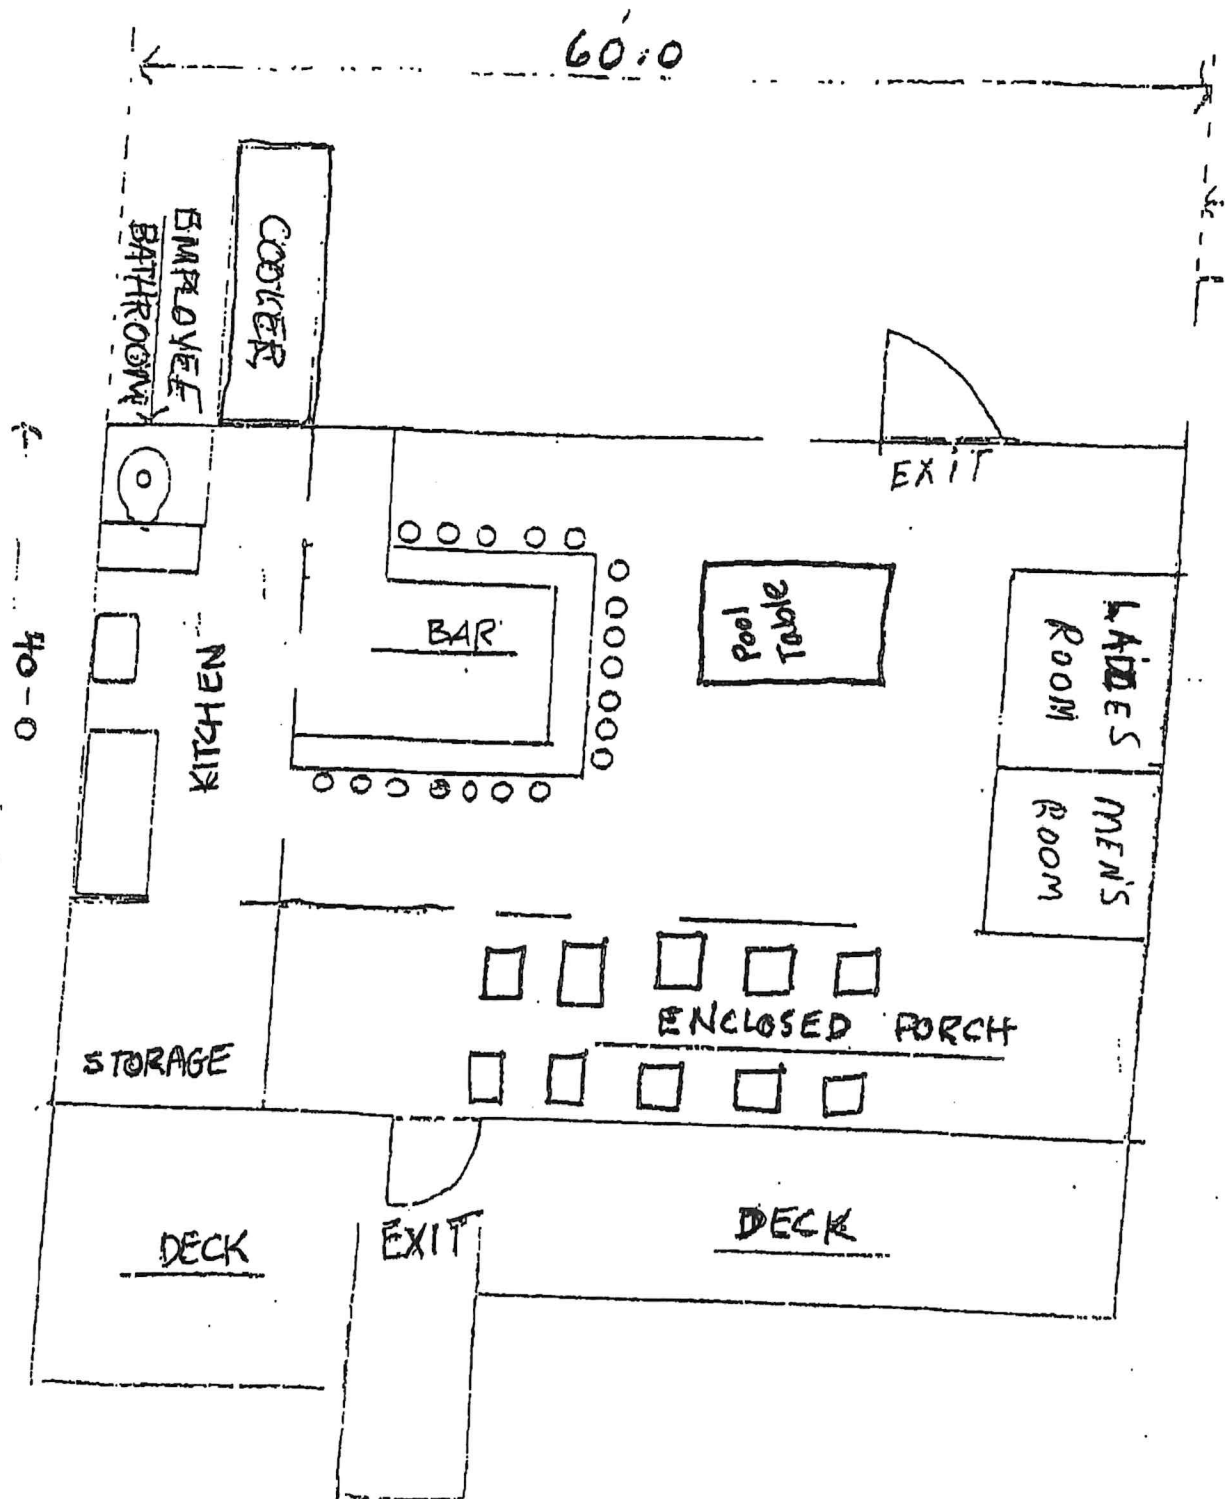 60'.0
COOLER
EMPLOYEE
BATHROOM
EXIT
BAR
Pool
Table
LADIES
ROOM
KITCHEN
40-0
MEN'S
ROOM
ENCLOSED PORCH
STORAGE
DECK
EXIT
DECK
EXIT